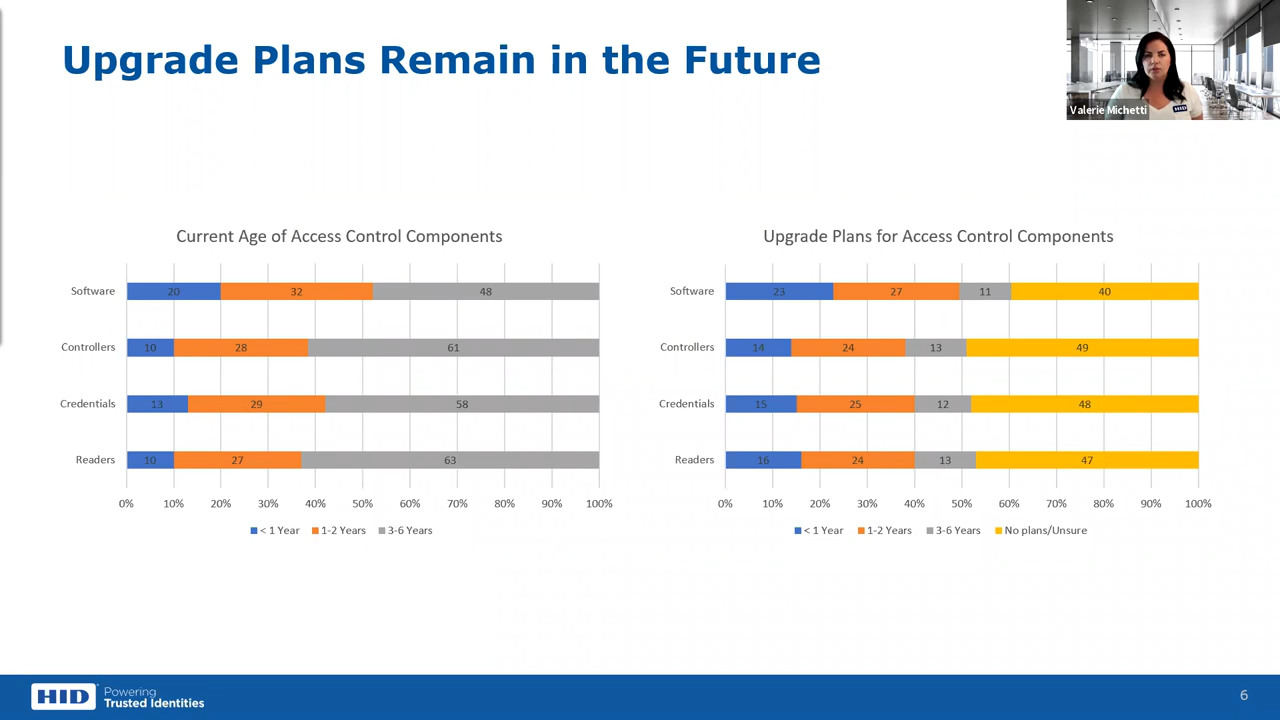 Upgrade Plans Remain in the Future
Valerie Michetti
HID
Current Age of Access Control Components
Software 20 32 48
Controllers 10 28 61
Credentials 13 29 58
Readers 10 27 63
0% 10% 20% 30% 40% 50% 60% 70% 80% 90% 100%
< 1 Year 1-2 Years 3-6 Years
Upgrade Plans for Access Control Components
Software 23 27 11 40
Controllers 14 24 13 49
Credentials 15 25 12 48
Readers 16 24 13 47
0% 10% 20% 30% 40% 50% 60% 70% 80% 90% 100%
< 1 Year 1-2 Years 3-6 Years No plans/Unsure
HID
Powering
Trusted Identities
6